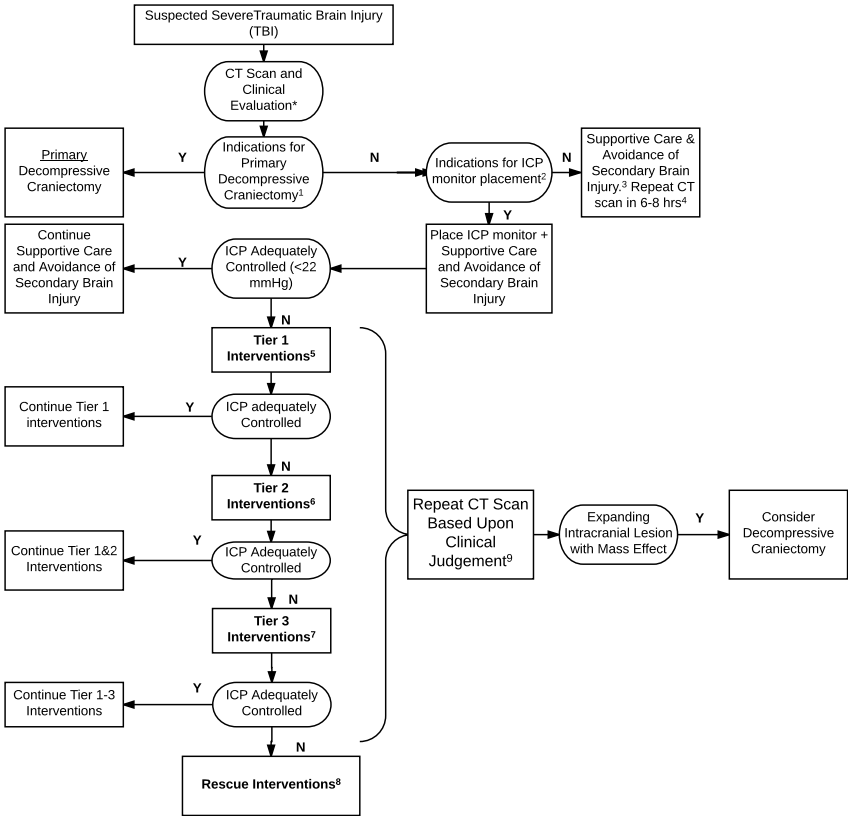 Suspected SevereTraumatic Brain Injury
(TBI)
CT Scan and
Clinical
Evaluation*
Primary
Decompressive
Craniectomy
Y
Indications for
Primary
Decompressive
Craniectomy1
N
Indications for ICP
monitor placement2
N
Supportive Care &
Avoidance of
Secondary Brain
Injury.3 Repeat CT
scan in 6-8 hrs4
Y
Continue
Supportive Care
and Avoidance of
Secondary Brain
Injury
Y
ICP Adequately
Controlled (<22
mmHg)
Place ICP monitor +
Supportive Care
and Avoidance of
Secondary Brain
Injury
N
Tier 1
Interventions5
Continue Tier 1
interventions
Y
ICP adequately
Controlled
N
Tier 2
Interventions6
Repeat CT Scan
Based Upon
Clinical
Judgement9
Expanding
Intracranial Lesion
with Mass Effect
Y
Consider
Decompressive
Craniectomy
Continue Tier 1&2
Interventions
Y
ICP Adequately
Controlled
N
Tier 3
Interventions7
Continue Tier 1-3
Interventions
Y
ICP Adequately
Controlled
N
Rescue Interventions8